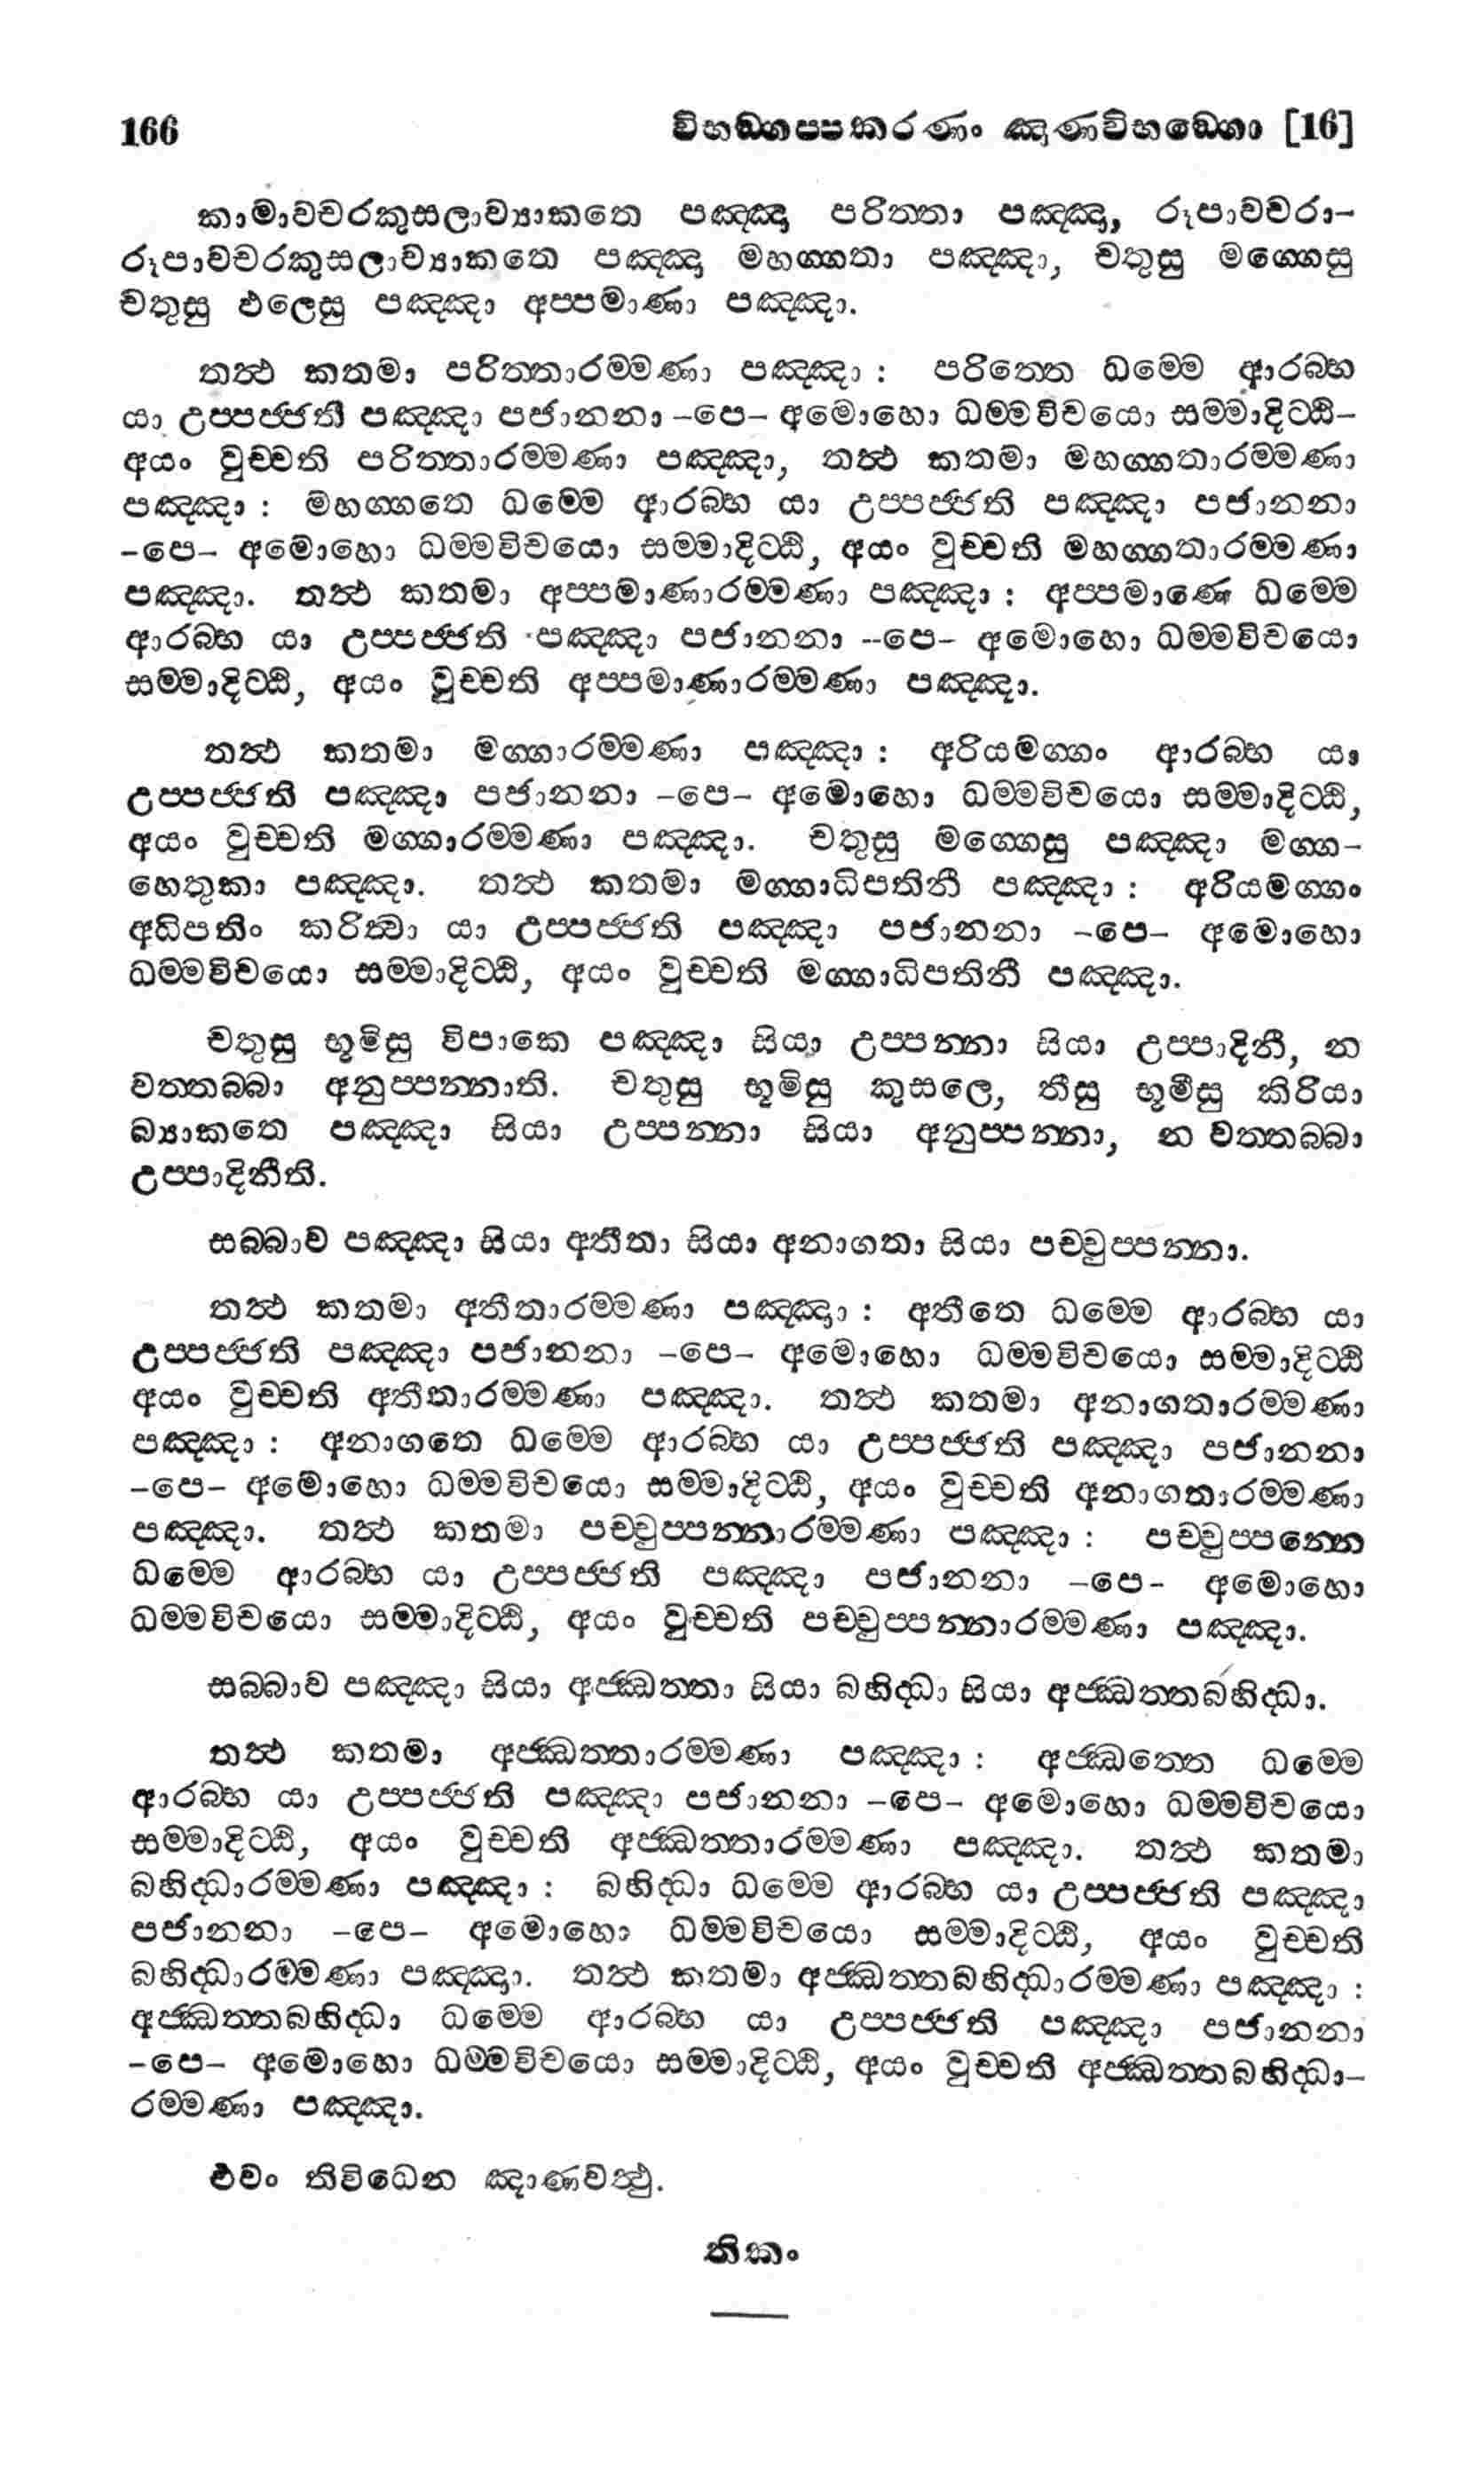 166 විභඞ්ගප්පකරණං ඤාණවිභඞ්ගො [16]
කාමාවචරකුසලාව්‍යාකතෙ පඤ්ඤා පරිත්තා පඤ්ඤා, රූපාවචරා-
රූපාවචරකුසලාව්‍යාකතෙ පඤ්ඤා මහග්ගතා පඤ්ඤා, චතුසු මග්ගෙසු
චතුසු ඵලෙසු පඤ්ඤා අප්පමාණා පඤ්ඤා.
තත්‍ථ කතමා පරිත්තාරම්මණා පඤ්ඤා : පරිත්තෙ ධම්මෙ ආරබ්භ
යා උප්පජ්ජති පඤ්ඤා පජානනා -පෙ- අමොහො ධම්මවිචයො සම්මාදිට්ඨි-
අයං වුච්චති පරිත්තාරම්මණා පඤ්ඤා, තත්‍ථ කතමා මහග්ගතාරම්මණා
පඤ්ඤා : මහග්ගතෙ ධම්මෙ ආරබ්භ යා උප්පජ්ජති පඤ්ඤා පජානනා
-පෙ- අමොහො ධම්මවිචයො සම්මාදිට්ඨි, අයං වුච්චති මහග්ගතාරම්මණා
පඤ්ඤා. තත්‍ථ කතමා අප්පමාණාරම්මණා පඤ්ඤා : අප්පමාණෙ ධම්මෙ
ආරබ්භ යා උප්පජ්ජති පඤ්ඤා පජානනා --පෙ- අමොහො ධම්මවිචයො
සම්මාදිට්ඨි, අයං වුච්චති අප්පමාණාරම්මණා පඤ්ඤා.
තත්‍ථ කතමා මග්ගාරම්මණා පඤ්ඤා : අරියමග්ගං ආරබ්භ යා
උප්පජ්ජති පඤ්ඤා පජානනා -පෙ- අමොහො ධම්මවිචයො සම්මාදිට්ඨි,
අයං වුච්චති මග්ගාරම්මණා පඤ්ඤා. චතුසු මග්ගෙසු පඤ්ඤා මග්ග-
හෙතුකා පඤ්ඤා. තත්‍ථ කතමා මග්ගාධිපතිනී පඤ්ඤා : අරියමග්ගං
අධිපතිං කරිත්‍වා යා උප්පජ්ජති පඤ්ඤා පජානනා -පෙ- අමොහො
ධම්මවිචයො සම්මාදිට්ඨි, අයං වුච්චති මග්ගාධිපතිනී පඤ්ඤා.
චතුසු භූමිසු විපාකෙ පඤ්ඤා සියා උප්පන්නා සියා උප්පාදිනී, න
වත්තබ්බා අනුප්පන්නාති. චතුසු භූමිසු කුසලෙ, තීසු භූමීසු කිරියා
බ්‍යාකතෙ පඤ්ඤා සියා උප්පන්නා සියා අනුප්පන්නා, න වත්තබ්බා
උප්පාදිනීති.
සබ්බාව පඤ්ඤා සියා අතීතා සියා අනාගතා සියා පච්චුප්පන්නා.
තත්‍ථ කතමා අතීතාරම්මණා පඤ්ඤා : අතීතෙ ධම්මෙ ආරබ්භ යා
උප්පජ්ජති පඤ්ඤා පජානනා -පෙ- අමොහො ධම්මවිචයො සම්මාදිට්ඨි
අයං වුච්චති අතීතාරම්මණා පඤ්ඤා. තත්‍ථ කතමා අනාගතාරම්මණා
පඤ්ඤා : අනාගතෙ ධම්මෙ ආරබ්භ යා උප්පජ්ජති පඤ්ඤා පජානනා
-පෙ- අමොහො ධම්මවිචයො සම්මාදිට්ඨි, අයං වුච්චති අනාගතාරම්මණා
පඤ්ඤා. තත්‍ථ කතමා පච්චුප්පන්නාරම්මණා පඤ්ඤා : පච්චුප්පන්නෙ
ධම්මෙ ආරබ්භ යා උප්පජ්ජති පඤ්ඤා පජානනා -පෙ- අමොහො
ධම්මවිචයො සම්මාදිට්ඨි, අයං වුච්චති පච්චුප්පන්නාරම්මණා පඤ්ඤා.
සබ්බාව පඤ්ඤා සියා අජ්ඣත්තා සියා බහිද්ධා සියා අජ්ඣත්තබහිද්ධා.
තත්‍ථ කතමා අජ්ඣත්තාරම්මණා පඤ්ඤා : අජ්ඣත්තෙ ධම්මෙ
ආරබ්භ යා උප්පජ්ජති පඤ්ඤා පජානනා -පෙ- අමොහො ධම්මවිචයො
සම්මාදිට්ඨි, අයං වුච්චති අජ්ඣත්තාරම්මණා පඤ්ඤා. තත්‍ථ කතමා
බහිද්ධාරම්මණා පඤ්ඤා : බහිද්ධා ධම්මෙ ආරබ්භ යා උප්පජ්ජති පඤ්ඤා
පජානනා -පෙ- අමොහො ධම්මවිචයො සම්මාදිට්ඨි, අයං වුච්චති
බහිද්ධාරම්මණා පඤ්ඤා. තත්‍ථ කතමා අජ්ඣත්තබහිද්ධාරම්මණා පඤ්ඤා :
අජ්ඣත්තබහිද්ධා ධම්මෙ ආරබ්භ යා උප්පජ්ජති පඤ්ඤා පජානනා
-පෙ- අමොහො ධම්මවිචයො සම්මාදිට්ඨි, අයං වුච්චති අජ්ඣත්තබහිද්ධා-
රම්මණා පඤ්ඤා.
එවං තිවිධෙන ඤාණවත්‍ථු.
තිකං